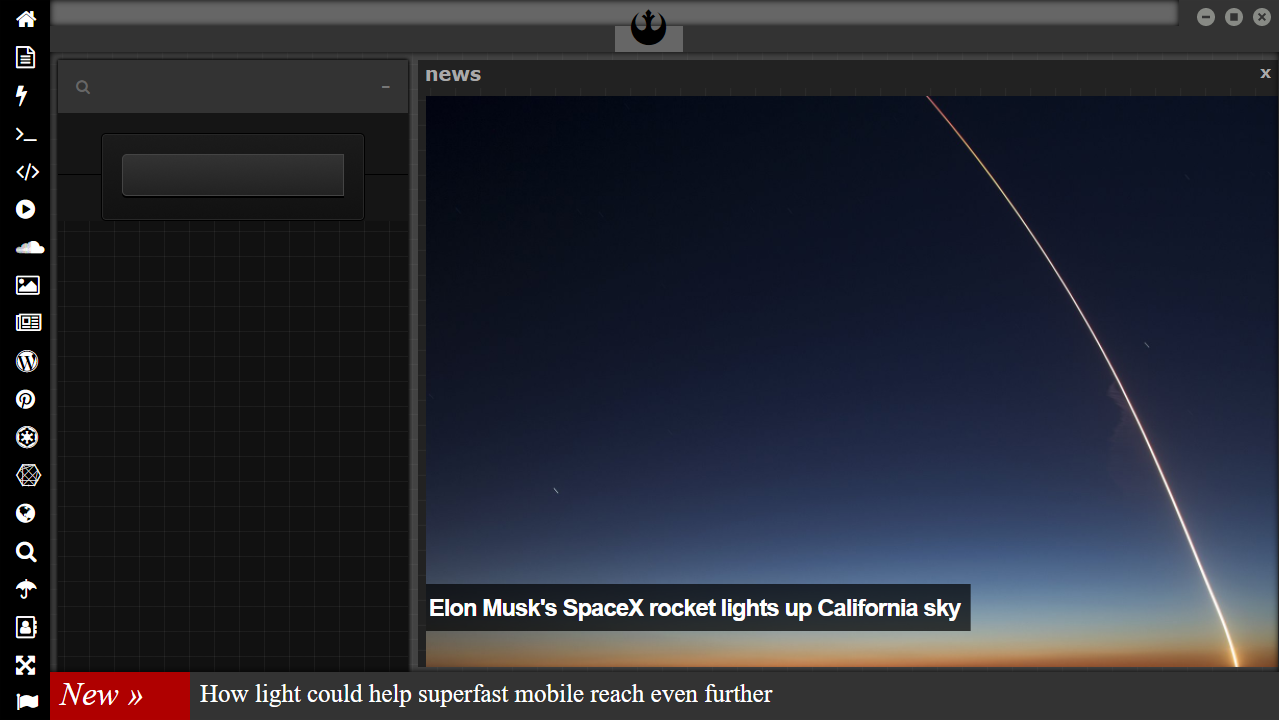 news
x
Elon Musk's SpaceX rocket lights up California sky
New »
How light could help superfast mobile reach even further